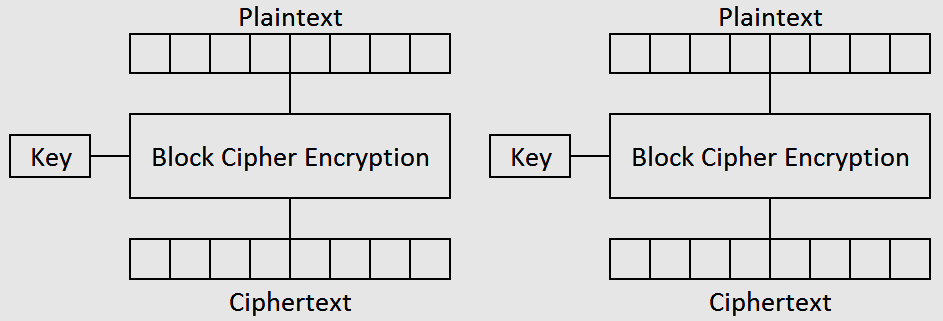 Plaintext
Key
Block Cipher Encryption
Ciphertext
Plaintext
Key
Block Cipher Encryption
Ciphertext